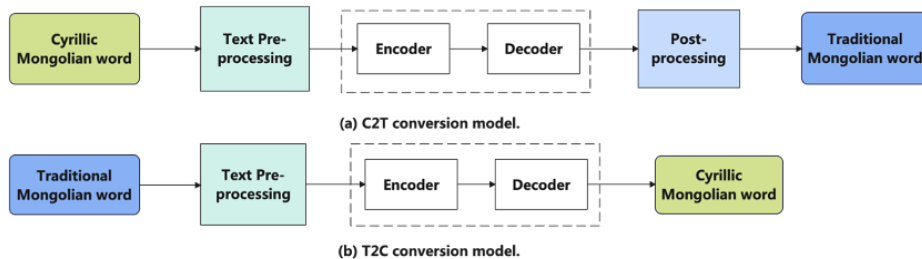 Cyrillic
Mongolian word
Text Pre-
processing
Encoder
Decoder
Post-
processing
Traditional
Mongolian word
(a) C2T conversion model.
Traditional
Mongolian word
Text Pre-
processing
Encoder
Decoder
Cyrillic
Mongolian word
(b) T2C conversion model.